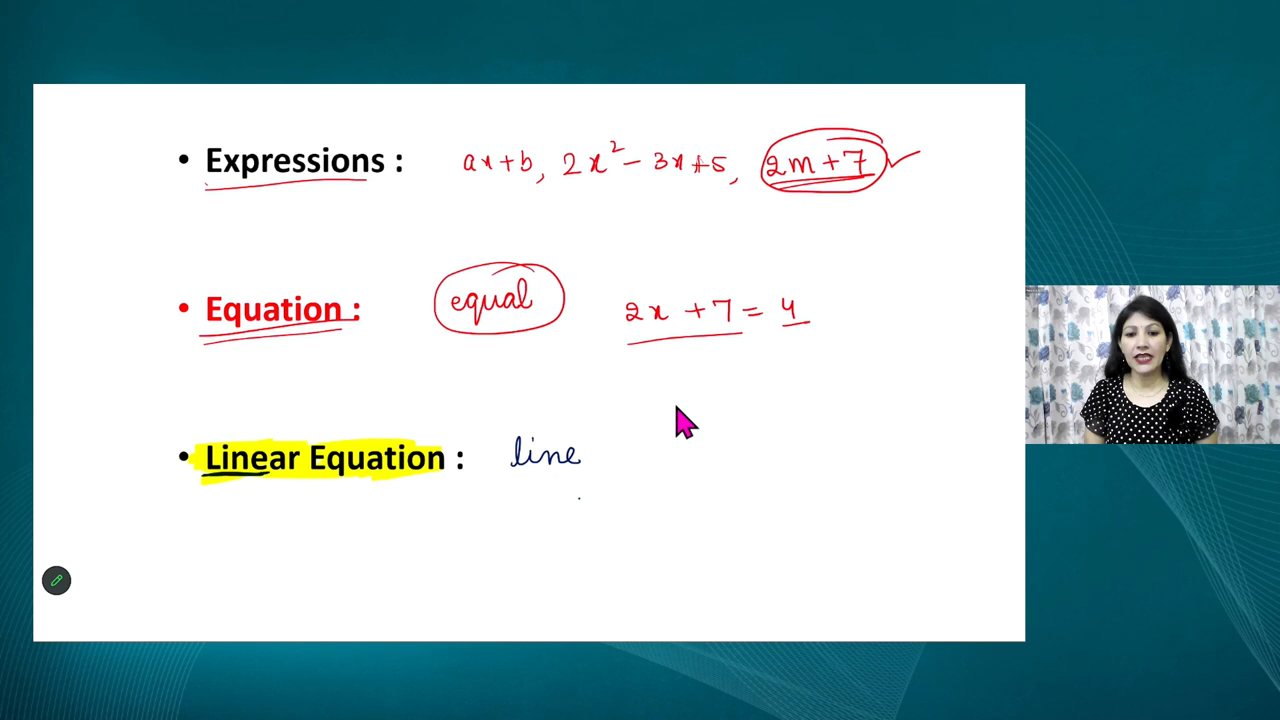 • Expressions : ax+b, 2x²-3x+5, 2m+7
• Equation : equal 2x+7=4
• Linear Equation : line